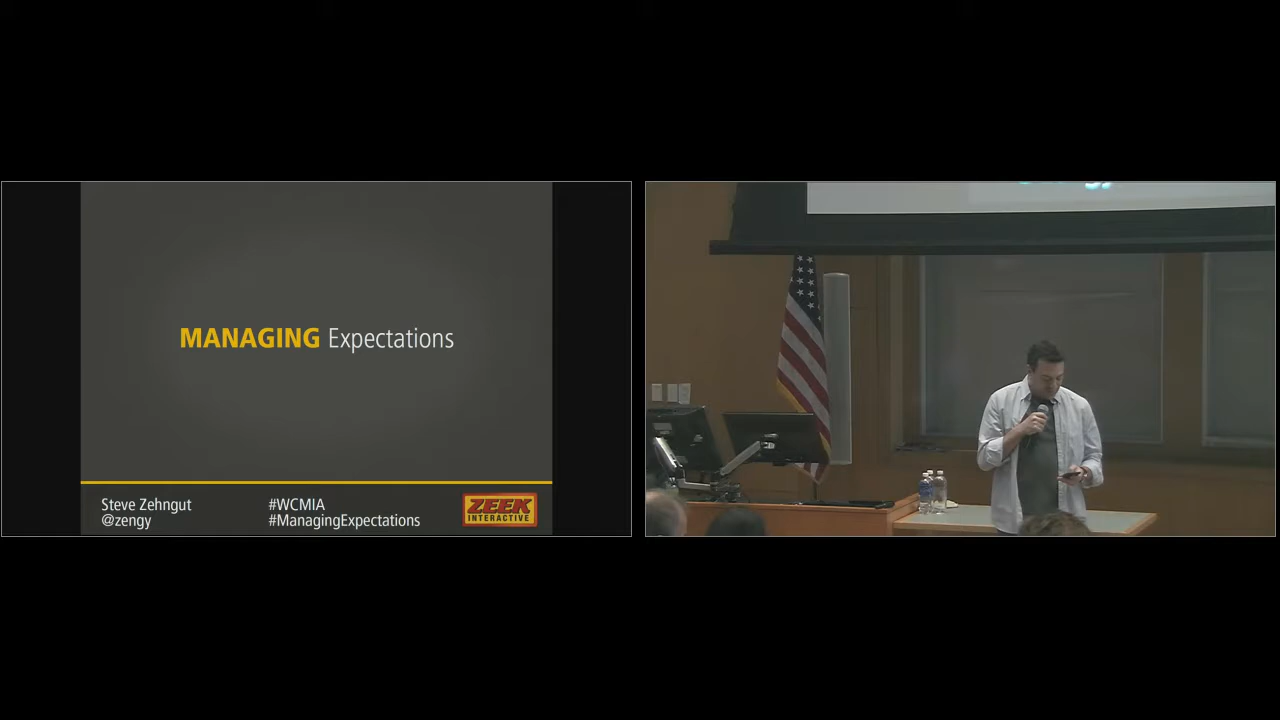 MANAGING Expectations
Steve Zehngut
@zengy
#WCMIA
#ManagingExpectations
ZEEK
INTERACTIVE